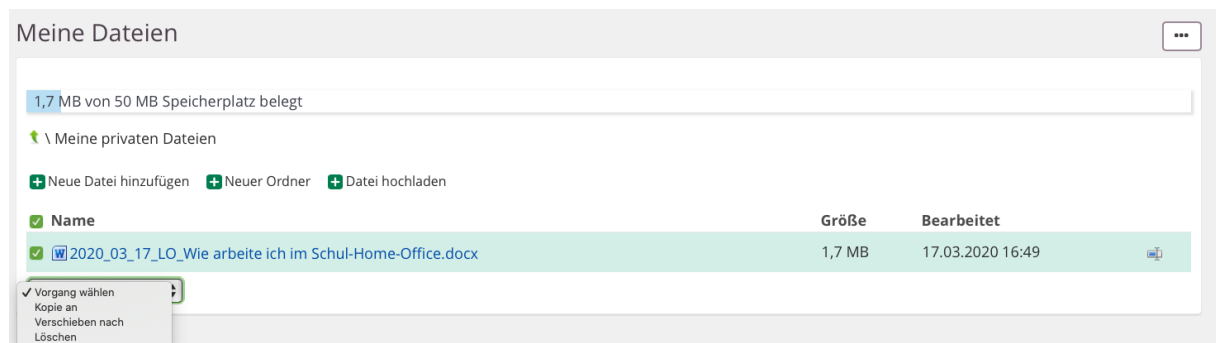 Meine Dateien
1,7 MB von 50 MB Speicherplatz belegt
\ Meine privaten Dateien
Neue Datei hinzufügen Neuer Ordner Datei hochladen
Name Größe Bearbeitet
2020_03_17_LO_Wie arbeite ich im Schul-Home-Office.docx 1,7 MB 17.03.2020 16:49
✓ Vorgang wählen
Kopie an
Verschieben nach
Löschen